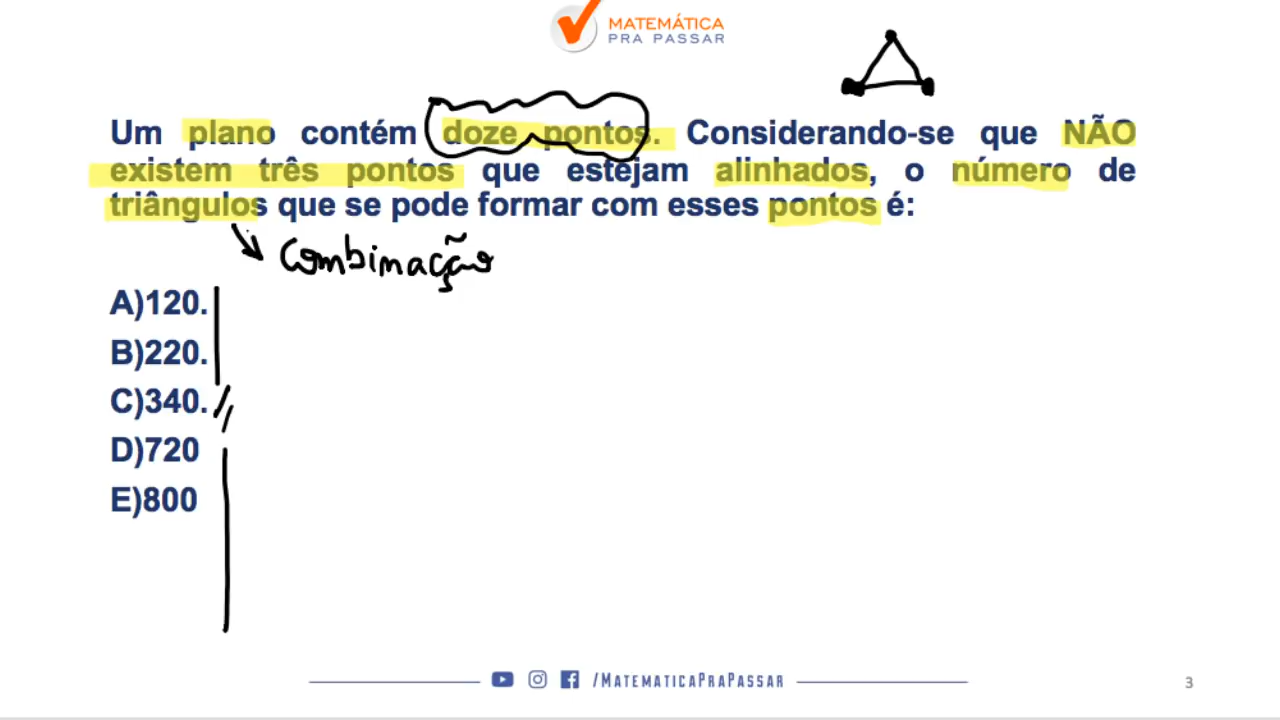 MATEMÁTICA
PRA PASSAR
Um plano contém doze pontos. Considerando-se que NÃO
existem três pontos que estejam alinhados, o número de
triângulos que se pode formar com esses pontos é:
Combinação
A)120.
B)220.
C)340.
D)720
E)800
/MATEMATICAPRAPASSAR
3